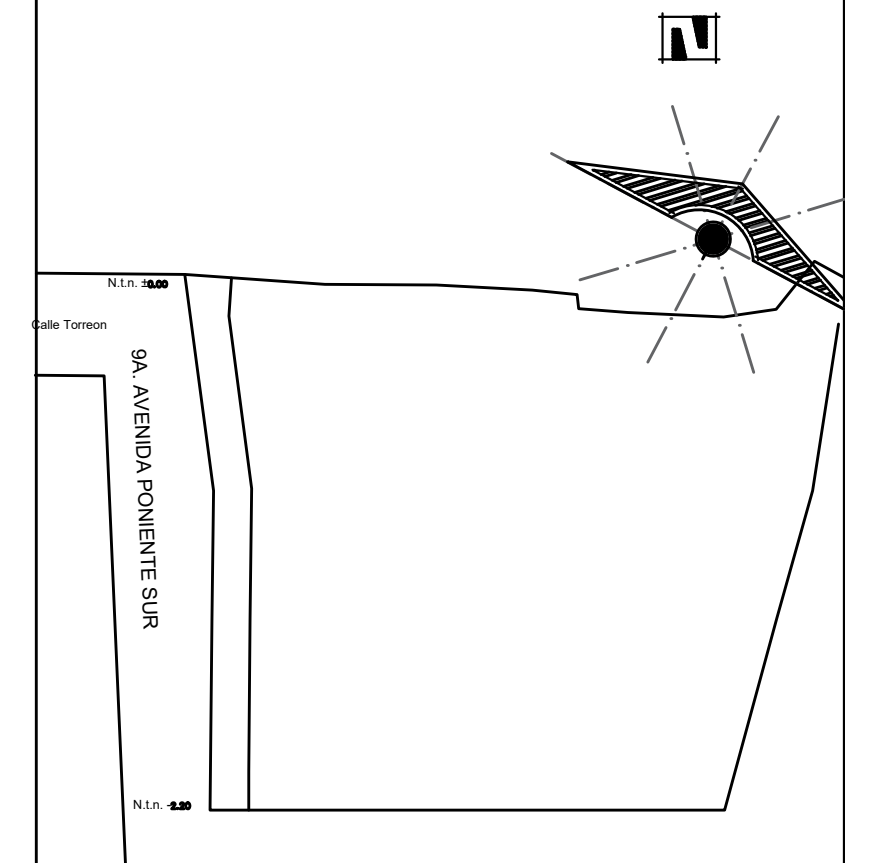 N
N.t.n. ±0.00
Calle Torreon
9A. AVENIDA PONIENTE SUR
N.t.n. -2.20